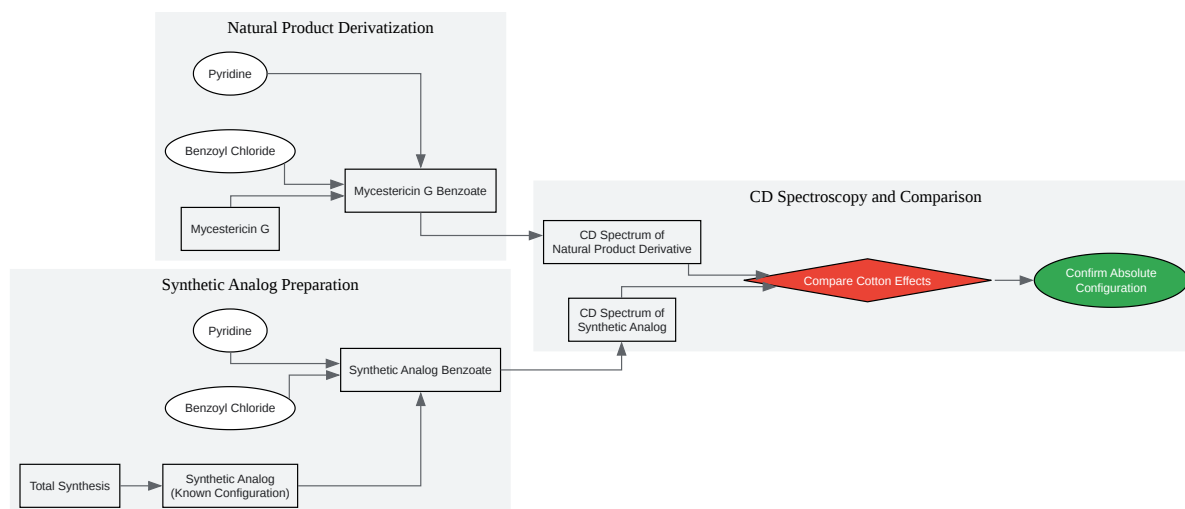 Natural Product Derivatization
Pyridine
Benzoyl Chloride
Mycestericin G Benzoate
Mycestericin G
CD Spectroscopy and Comparison
CD Spectrum of
Natural Product Derivative
Compare Cotton Effects
Confirm Absolute
Configuration
CD Spectrum of
Synthetic Analog
Synthetic Analog Preparation
Pyridine
Synthetic Analog Benzoate
Benzoyl Chloride
Total Synthesis
Synthetic Analog
(Known Configuration)